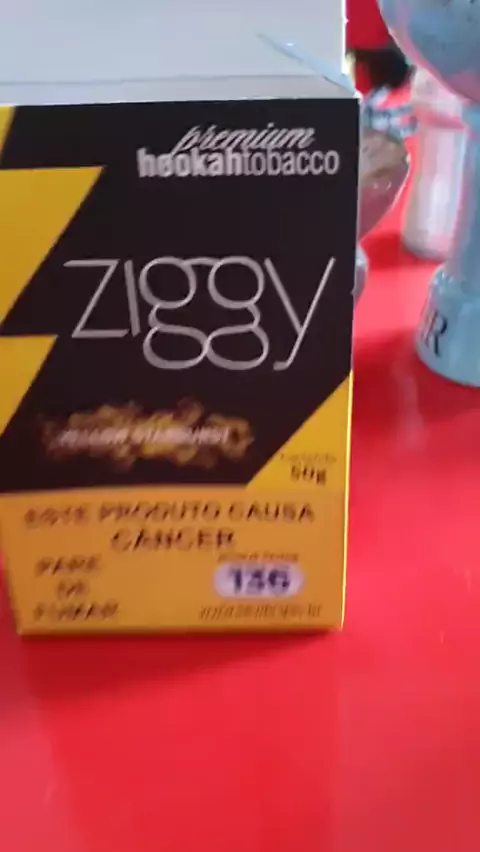 premium
hookahtobacco
ziggy
50g
ESTE PRODUTO CAUSA
CÂNCER
PARE
DE
FUMAR
136